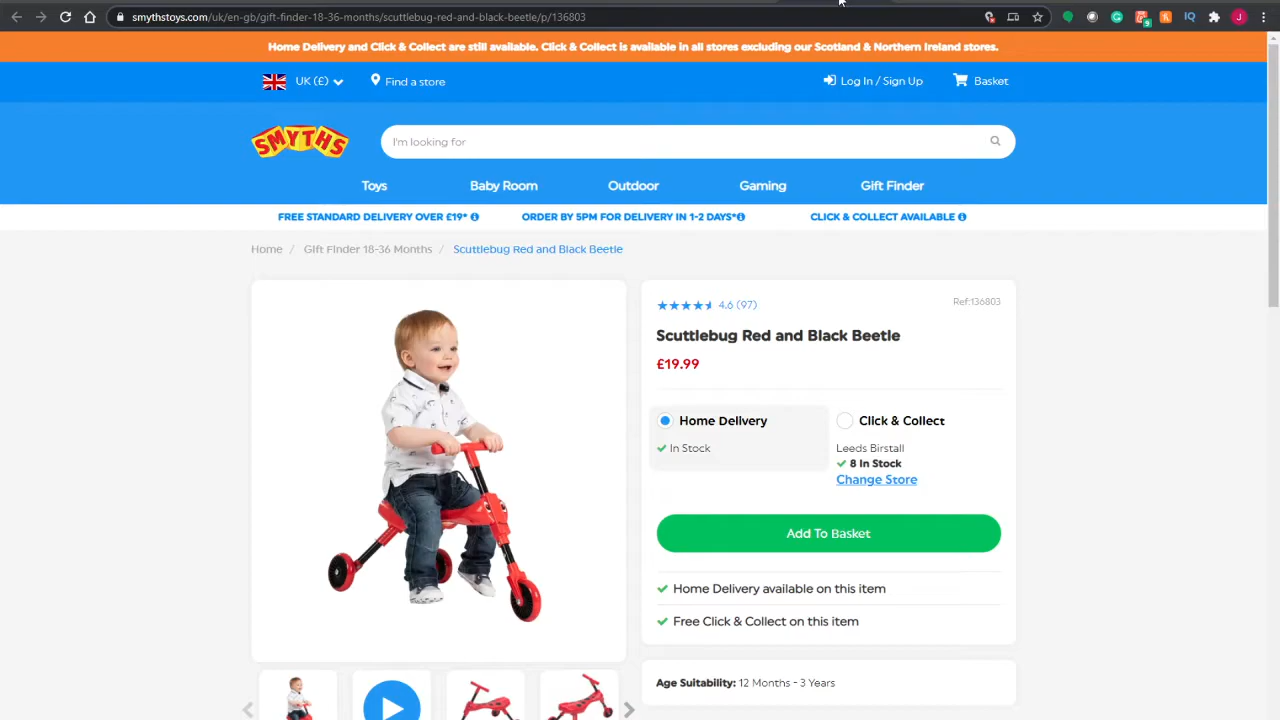 smythstoys.com/uk/en-gb/gift-finder-18-36-months/scuttlebug-red-and-black-beetle/p/136803
Home Delivery and Click & Collect are still available. Click & Collect is available in all stores excluding our Scotland & Northern Ireland stores.
UK (£)
Find a store
Log In / Sign Up
Basket
SMYTHS
I'm looking for
Toys
Baby Room
Outdoor
Gaming
Gift Finder
FREE STANDARD DELIVERY OVER £19*
ORDER BY 5PM FOR DELIVERY IN 1-2 DAYS*
CLICK & COLLECT AVAILABLE
Home / Gift Finder 18-36 Months / Scuttlebug Red and Black Beetle
4.6 (97)
Ref:136803
Scuttlebug Red and Black Beetle
£19.99
Home Delivery
In Stock
Click & Collect
Leeds Birstall
8 In Stock
Change Store
Add To Basket
Home Delivery available on this item
Free Click & Collect on this item
Age Suitability: 12 Months - 3 Years